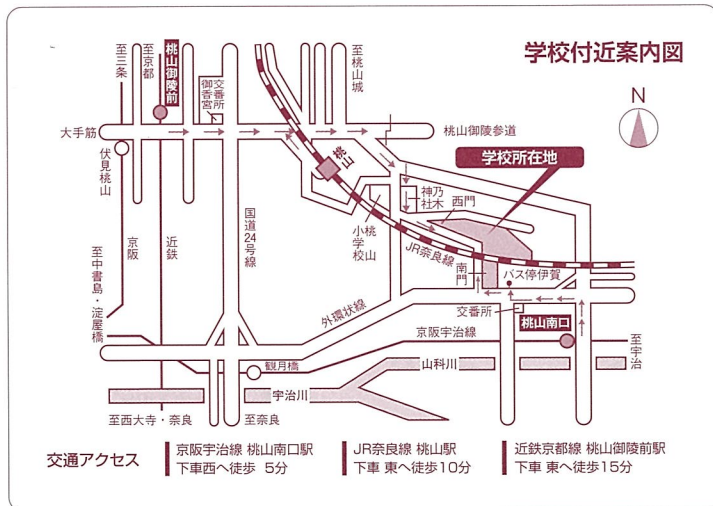 学校付近案内図
N
至三条
至京都
桃山御陵前
交番所
御香宮
至桃山城
大手筋
桃山御陵参道
伏見桃山
桃山
学校所在地
乃木
神社
西門
桃山
小学校
JR奈良線
南門
バス停伊賀
国道24号線
京阪
近鉄
至中書島・淀屋橋
外環状線
交番所
桃山南口
京阪宇治線
至宇治
観月橋
山科川
宇治川
至西大寺・奈良
至奈良
交通アクセス
京阪宇治線 桃山南口駅
下車西へ徒歩 5分
JR奈良線 桃山駅
下車 東へ徒歩10分
近鉄京都線 桃山御陵前駅
下車 東へ徒歩15分